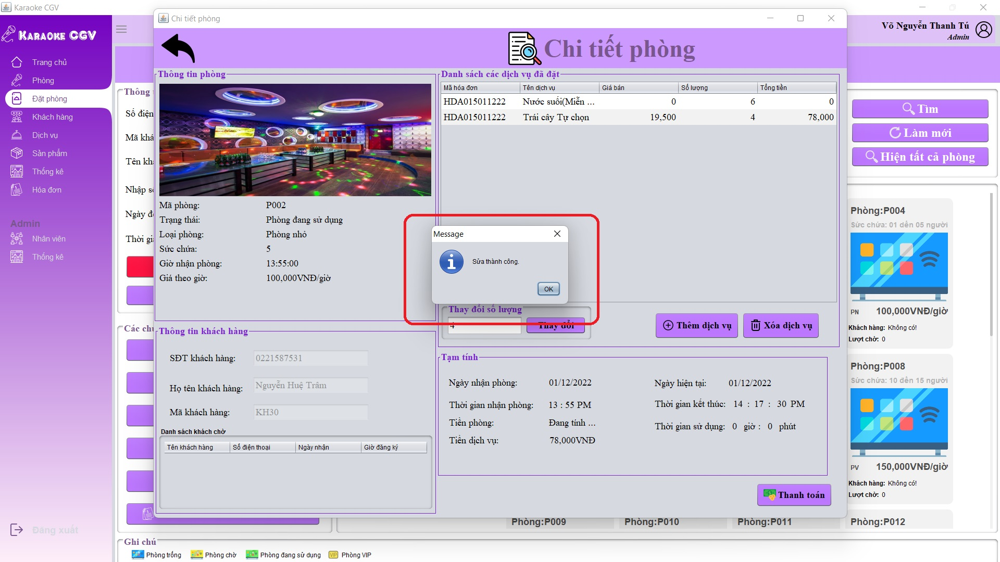 Karaoke CGV
KARAOKE CGV
Trang chủ
Phòng
Đặt phòng
Khách hàng
Dịch vụ
Sản phẩm
Thống kê
Hóa đơn
Admin
Nhân viên
Thống kê
Đăng xuất
Võ Nguyễn Thanh Tú
Admin
Thông
Số điện
Mã khá
Tên khá
Nhập số
Ngày
Thời gi
Các ch
Chi tiết phòng
Chi tiết phòng
Thông tin phòng
Mã phòng: P002
Trạng thái: Phòng đang sử dụng
Loại phòng: Phòng nhỏ
Sức chứa: 5
Giờ nhận phòng: 13:55:00
Giá theo giờ: 100,000VNĐ/giờ
Thông tin khách hàng
SĐT khách hàng: 0221587531
Họ tên khách hàng: Nguyễn Huệ Trâm
Mã khách hàng: KH30
Danh sách khách chờ
Tên khách hàng Số điện thoại Ngày nhận Giờ đăng ký
Danh sách các dịch vụ đã đặt
Mã hóa đơn Tên dịch vụ Giá bán Số lượng Tổng tiền
HDA015011222 Nước suối(Miễn ... 0 6 0
HDA015011222 Trái cây Tự chọn 19,500 4 78,000
Message
Sửa thành công.
OK
Thay đổi số lượng
4
Thay đổi
Thêm dịch vụ
Xóa dịch vụ
Tạm tính
Ngày nhận phòng: 01/12/2022 Ngày hiện tại: 01/12/2022
Thời gian nhận phòng: 13 : 55 PM Thời gian kết thúc: 14 : 17 : 30 PM
Tiền phòng: Đang tính ... Thời gian sử dụng: 0 giờ : 0 phút
Tiền dịch vụ: 78,000VNĐ
Thanh toán
Tìm
Làm mới
Hiện tất cả phòng
Phòng:P004
Sức chứa: 01 đến 05 người
PN 100,000VNĐ/giờ
Khách hàng: Không có!
Lượt chờ: 0
Phòng:P008
Sức chứa: 10 đến 15 người
PV 150,000VNĐ/giờ
Khách hàng: Không có!
Lượt chờ: 0
Phòng:P009 Phòng:P010 Phòng:P011 Phòng:P012
Ghi chú
Phòng trống Phòng chờ Phòng đang sử dụng VIP Phòng VIP